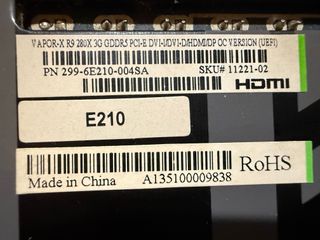 VAPOR-X R9 280X 3G GDDR5 PCI-E DVI-I/DVI-D/HDMI/DP OC VERSION (UEFI)
PN 299-6E210-004SA SKU# 11221-02
HDMI
E210
RoHS
Made in China A135100009838